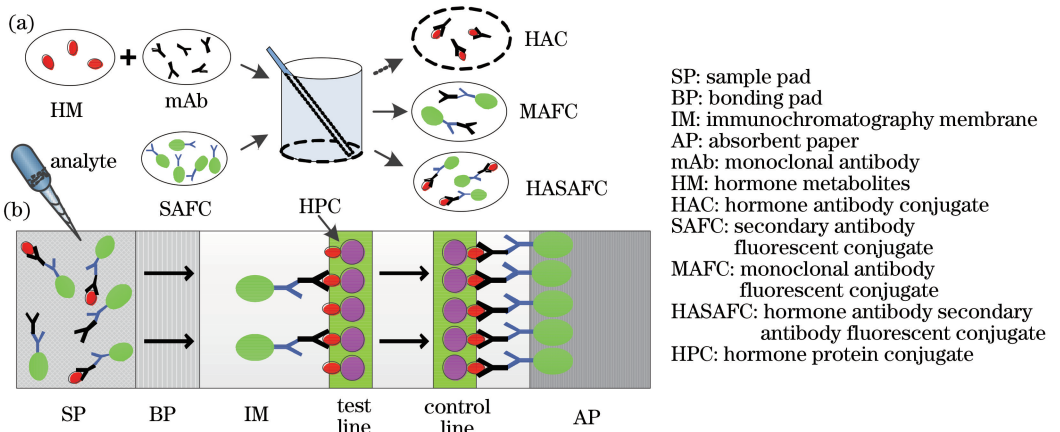 (a)
HM
+
mAb
HAC
MAFC
HASAFC
analyte
SAFC
HPC
(b)
SP
BP
IM
test
line
control
line
AP
SP: sample pad
BP: bonding pad
IM: immunochromatography membrane
AP: absorbent paper
mAb: monoclonal antibody
HM: hormone metabolites
HAC: hormone antibody conjugate
SAFC: secondary antibody
fluorescent conjugate
MAFC: monoclonal antibody
fluorescent conjugate
HASAFC: hormone antibody secondary
antibody fluorescent conjugate
HPC: hormone protein conjugate